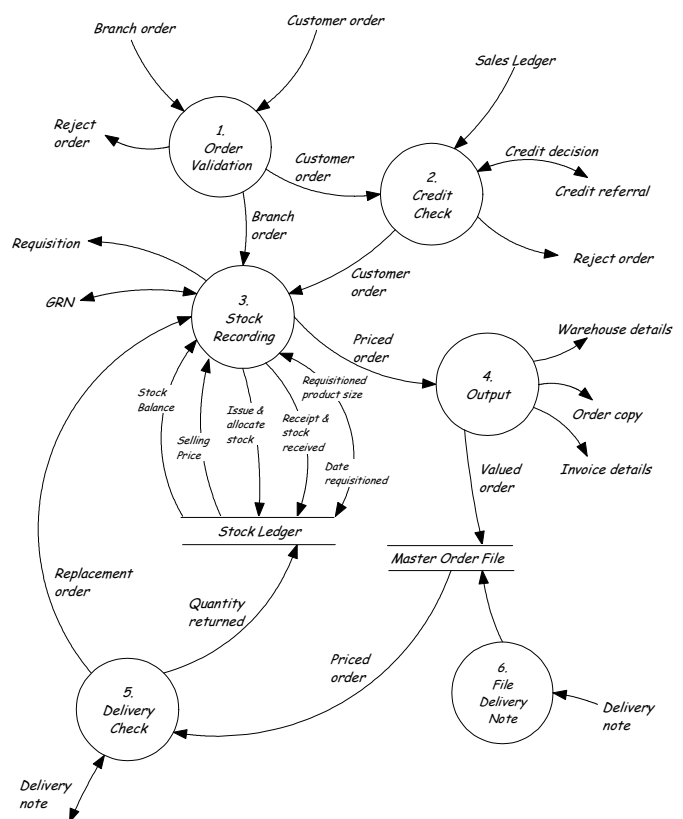 Branch order
Customer order
Sales Ledger
Reject
order
1.
Order
Validation
Customer
order
2.
Credit
Check
Credit decision
Credit referral
Branch
order
Requisition
Reject order
Customer
order
GRN
3.
Stock
Recording
Priced
order
Warehouse details
4.
Output
Order copy
Invoice details
Stock
Balance
Selling
Price
Issue &
allocate
stock
Receipt &
stock
received
Requisitioned
product size
Date
requisitioned
Valued
order
Stock Ledger
Master Order File
Replacement
order
Quantity
returned
Priced
order
5.
Delivery
Check
6.
File
Delivery
Note
Delivery
note
Delivery
note